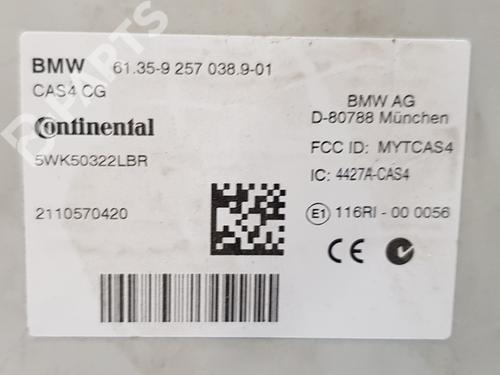 BMW 61.35-9 257 038.9-01
CAS4 CG
Continental
5WK50322LBR
2110570420
BMW AG
D-80788 München
FCC ID: MYTCAS4
IC: 4427A-CAS4
E1 116RI - 00 0056
CE
B-PARTS